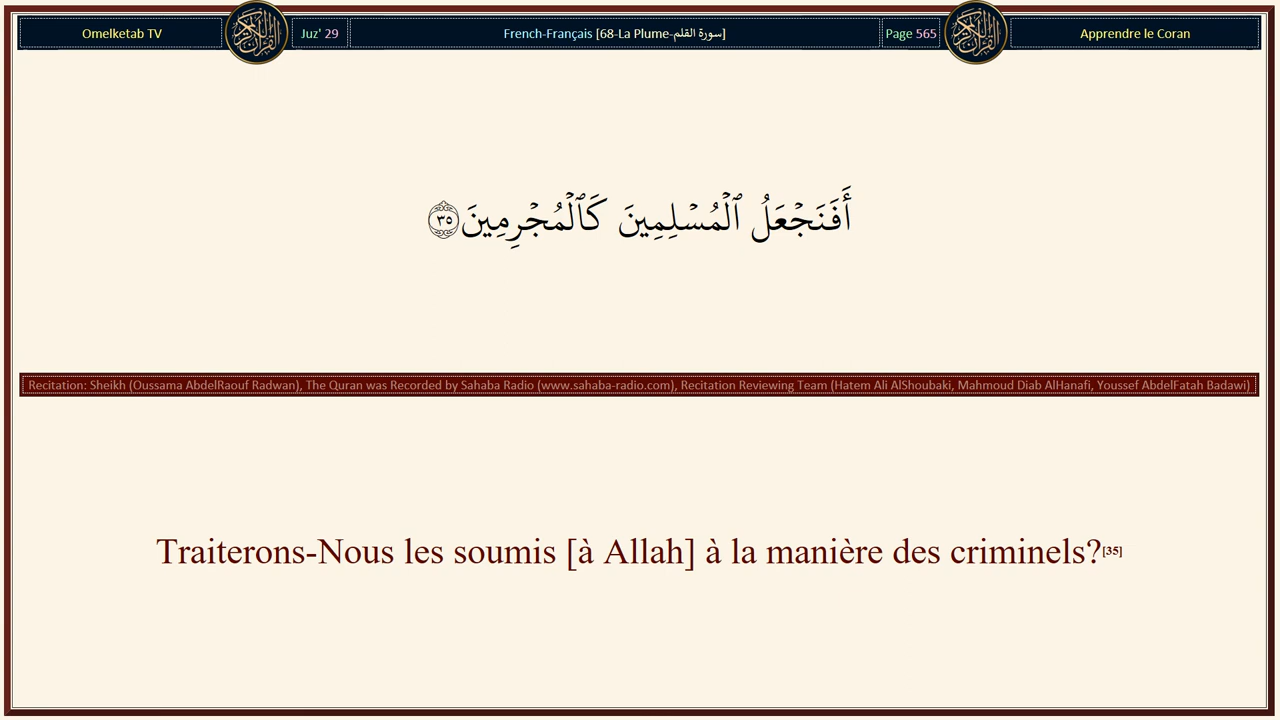 Omelketab TV
Juz' 29
French-Français [68-La Plume-سورة القلم]
Page 565
Apprendre le Coran
أَفَنَجۡعَلُ ٱلۡمُسۡلِمِينَ كَٱلۡمُجۡرِمِينَ ٣٥
Recitation: Sheikh (Oussama AbdelRaouf Radwan), The Quran was Recorded by Sahaba Radio (www.sahaba-radio.com), Recitation Reviewing Team (Hatem Ali AlShoubaki, Mahmoud Diab AlHanafi, Youssef AbdelFatah Badawi)
Traiterons-Nous les soumis [à Allah] à la manière des criminels?[35]